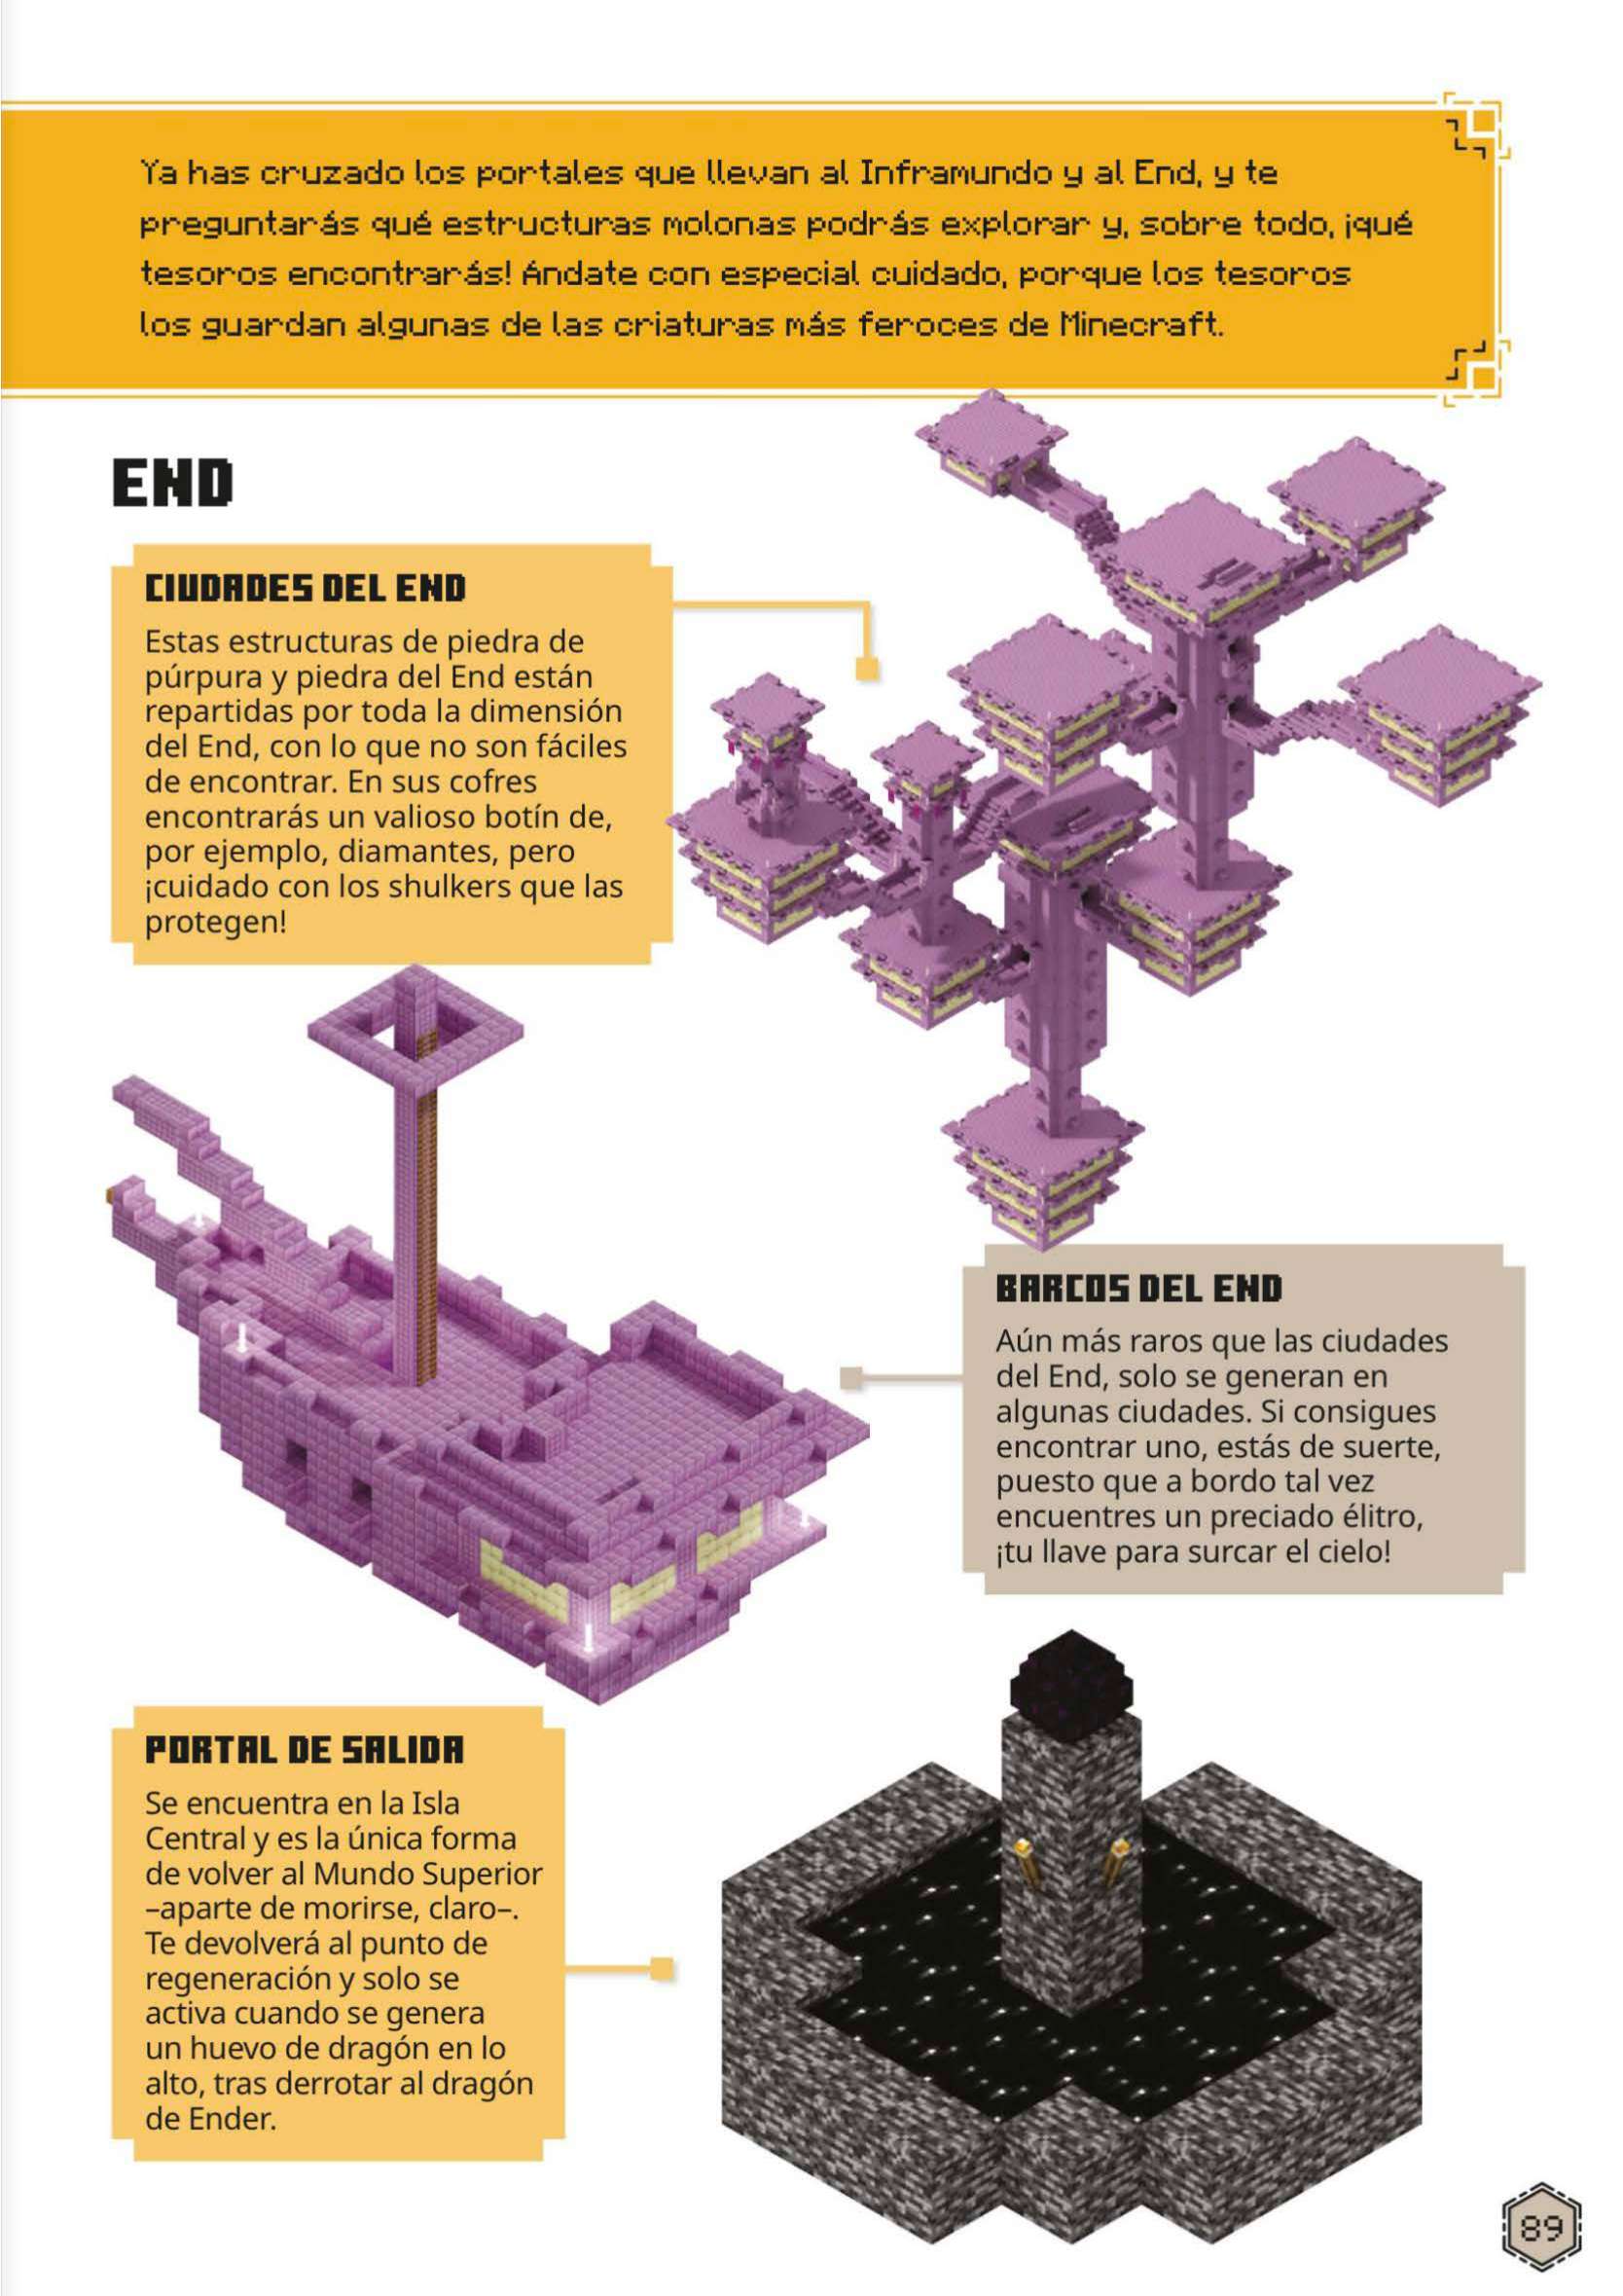 Ya has cruzado los portales que llevan al Inframundo y al End, y te
preguntarás qué estructuras molonas podrás explorar y, sobre todo, ¡qué
tesoros encontrarás! Ándate con especial cuidado, porque los tesoros
los guardan algunas de las criaturas más feroces de Minecraft.
END
CIUDADES DEL END
Estas estructuras de piedra de
púrpura y piedra del End están
repartidas por toda la dimensión
del End, con lo que no son fáciles
de encontrar. En sus cofres
encontrarás un valioso botín de,
por ejemplo, diamantes, pero
¡cuidado con los shulkers que las
protegen!
BARCOS DEL END
Aún más raros que las ciudades
del End, solo se generan en
algunas ciudades. Si consigues
encontrar uno, estás de suerte,
puesto que a bordo tal vez
encuentres un preciado élitro,
¡tu llave para surcar el cielo!
PORTAL DE SALIDA
Se encuentra en la Isla
Central y es la única forma
de volver al Mundo Superior
–aparte de morirse, claro–.
Te devolverá al punto de
regeneración y solo se
activa cuando se genera
un huevo de dragón en lo
alto, tras derrotar al dragón
de Ender.
89